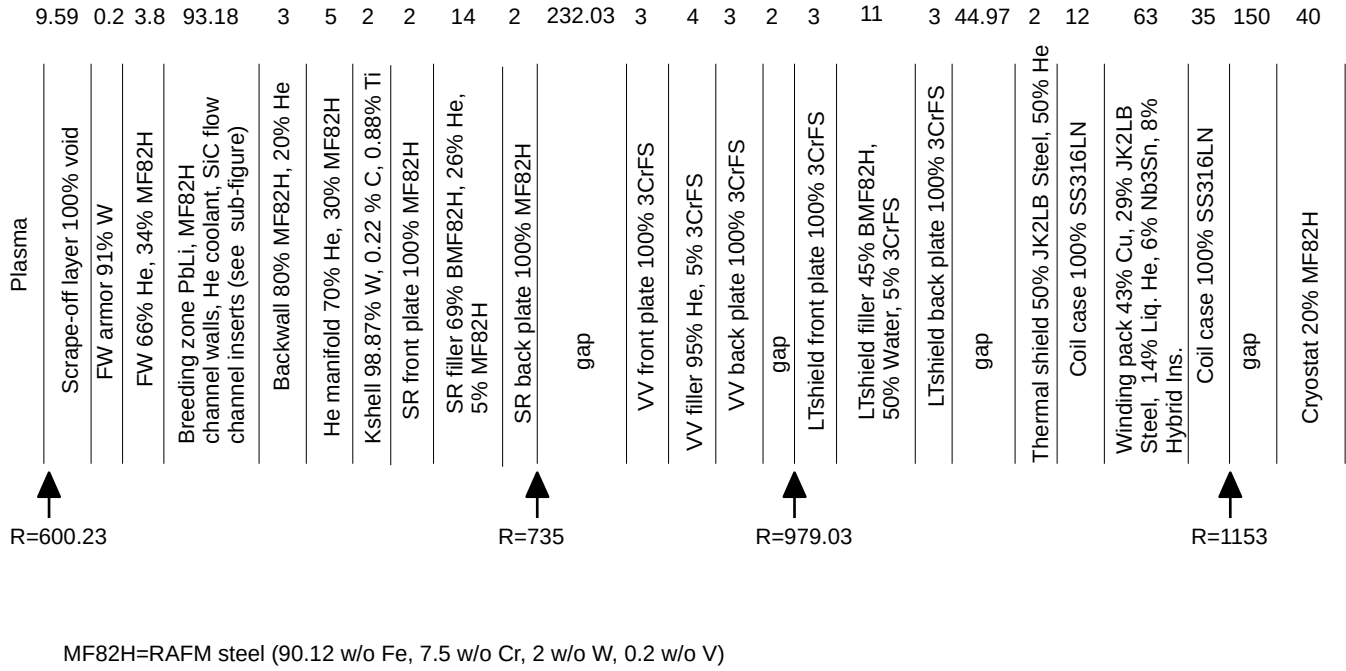 9.59 0.2 3.8 93.18 3 5 2 2 14 2 232.03 3 4 3 2 3 11 3 44.97 2 12 63 35 150 40
Plasma
Scrape-off layer 100% void
FW armor 91% W
FW 66% He, 34% MF82H
Breeding zone PbLi, MF82H
channel walls, He coolant, SiC flow
channel inserts (see sub-figure)
Backwall 80% MF82H, 20% He
He manifold 70% He, 30% MF82H
Kshell 98.87% W, 0.22 % C, 0.88% Ti
SR front plate 100% MF82H
SR filler 69% BMF82H, 26% He,
5% MF82H
SR back plate 100% MF82H
gap
VV front plate 100% 3CrFS
VV filler 95% He, 5% 3CrFS
VV back plate 100% 3CrFS
gap
LTshield front plate 100% 3CrFS
LTshield filler 45% BMF82H,
50% Water, 5% 3CrFS
LTshield back plate 100% 3CrFS
gap
Thermal shield 50% JK2LB Steel, 50% He
Coil case 100% SS316LN
Winding pack 43% Cu, 29% JK2LB
Steel, 14% Liq. He, 6% Nb3Sn, 8%
Hybrid Ins.
Coil case 100% SS316LN
gap
Cryostat 20% MF82H
R=600.23 R=735 R=979.03 R=1153
MF82H=RAFM steel (90.12 w/o Fe, 7.5 w/o Cr, 2 w/o W, 0.2 w/o V)